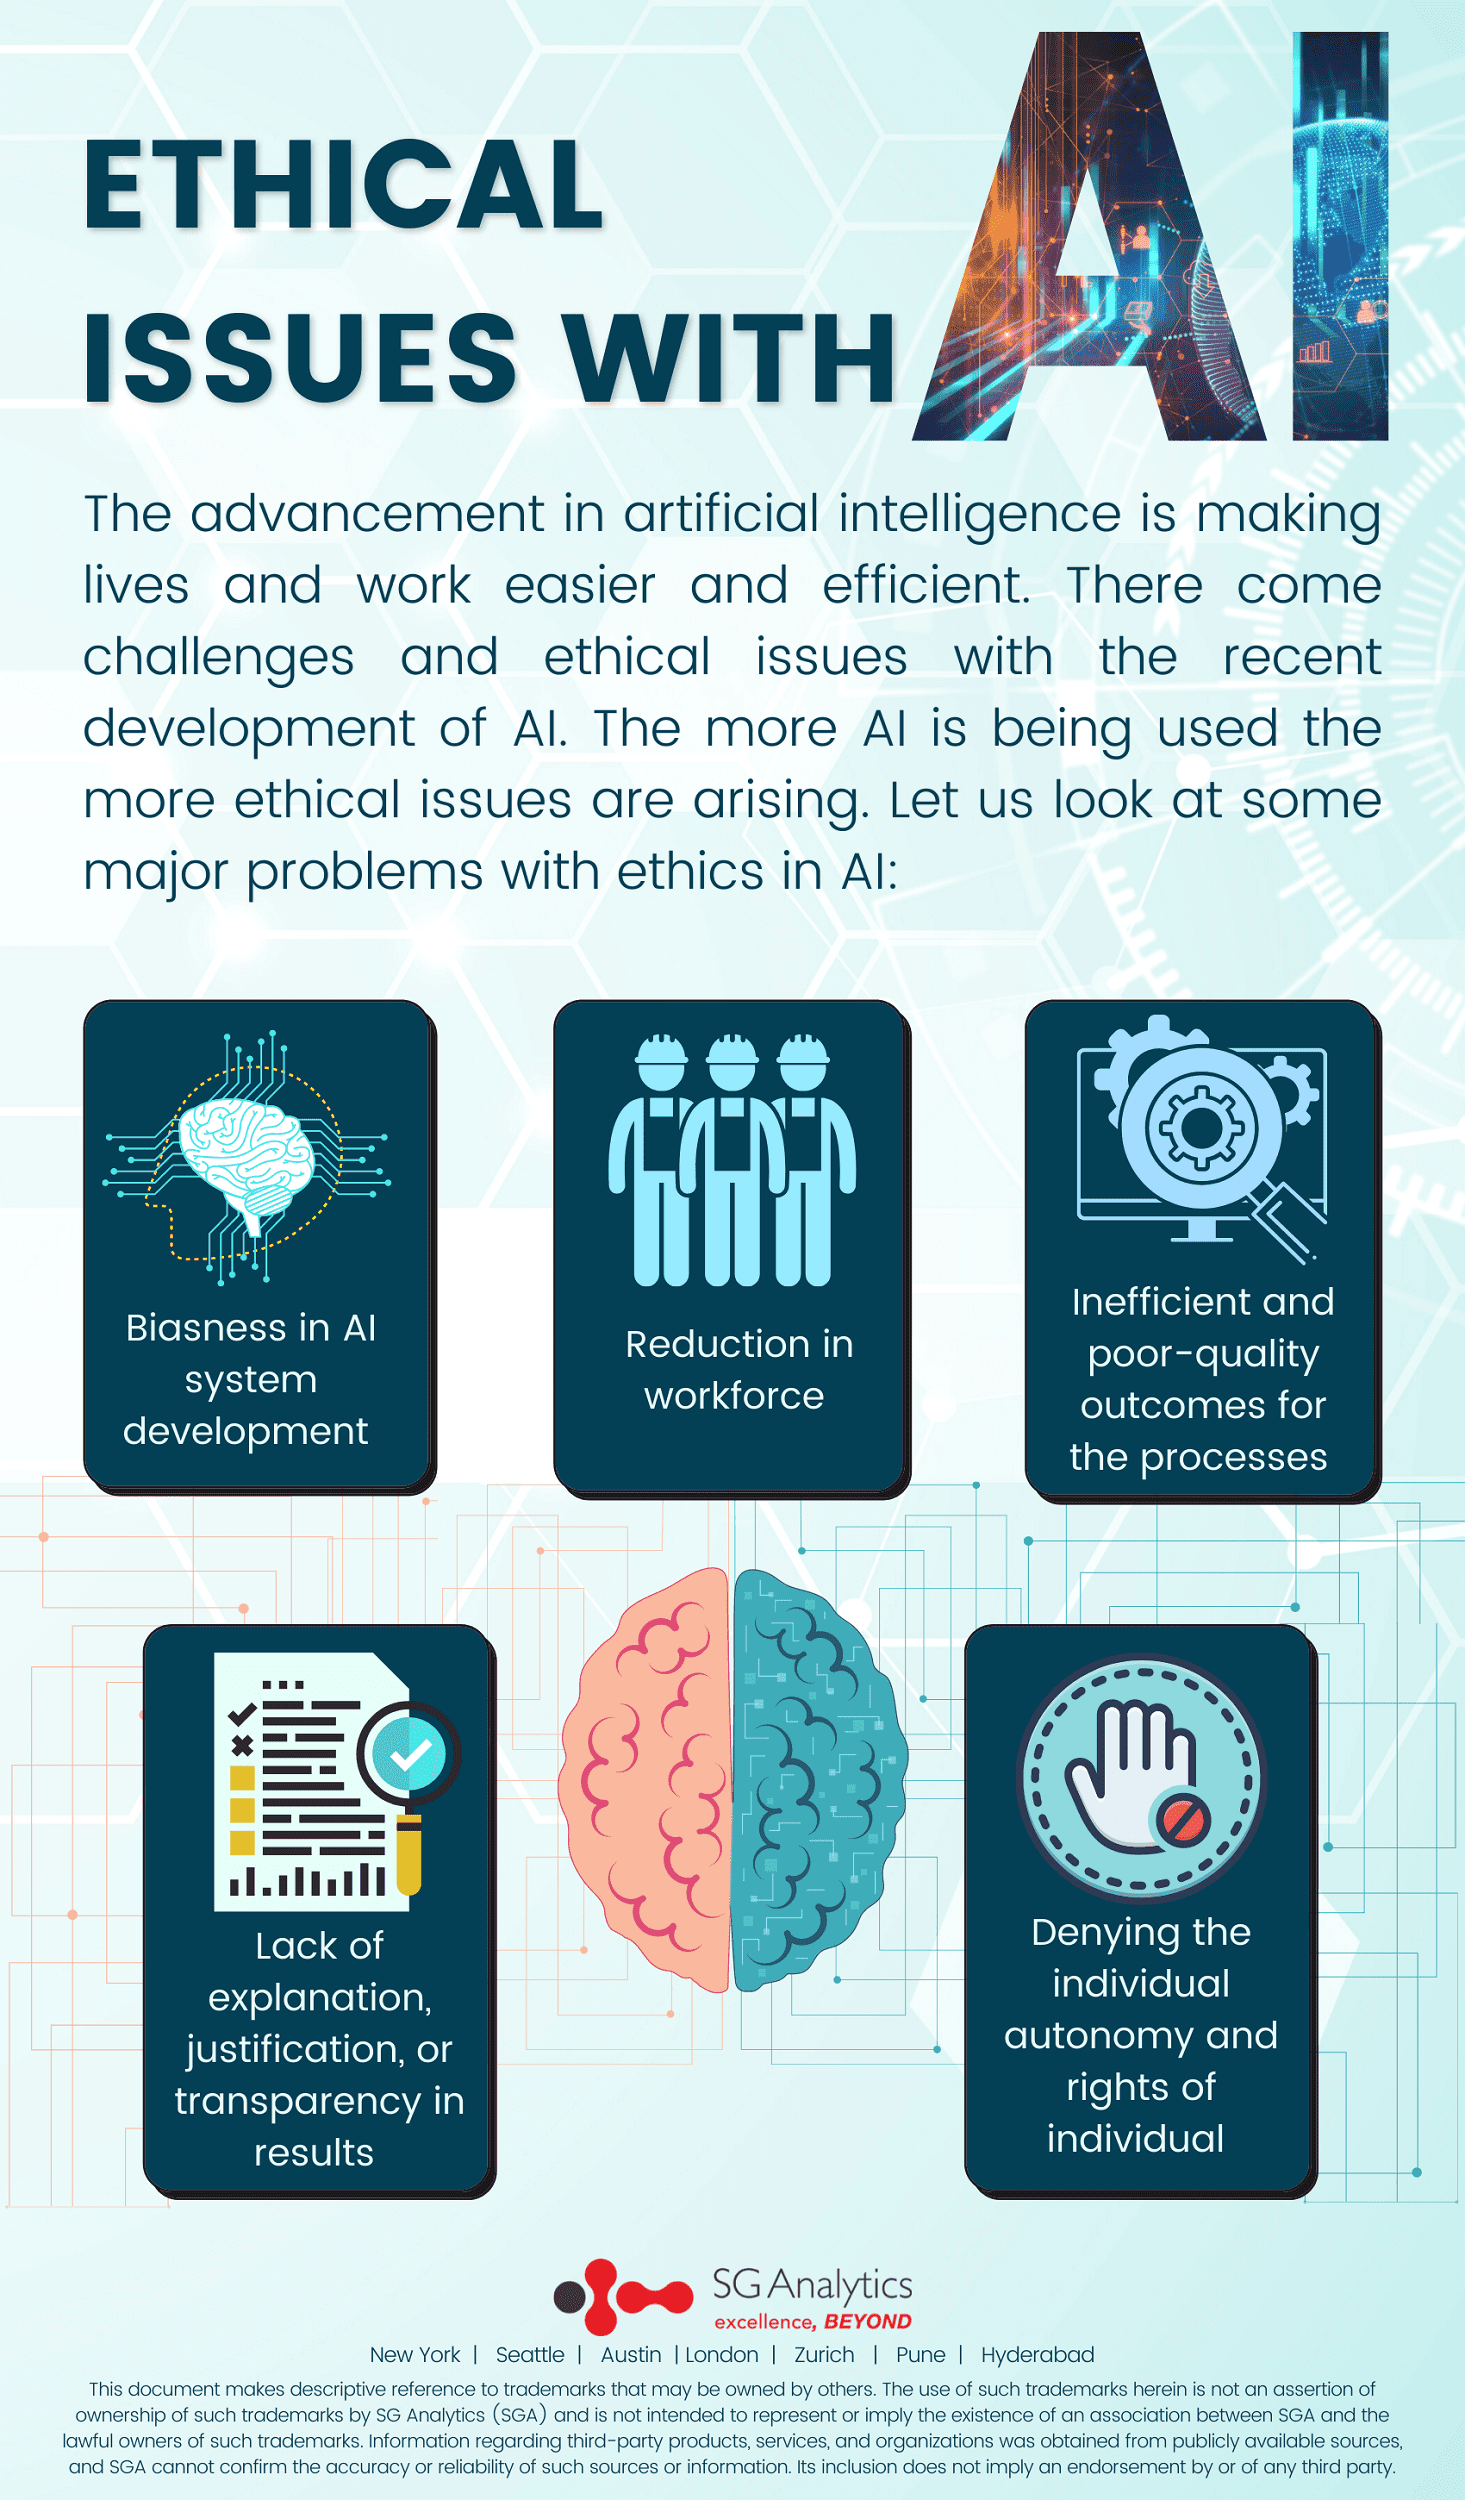 ETHICAL
ISSUES WITH AI
The advancement in artificial intelligence is making
lives and work easier and efficient. There come
challenges and ethical issues with the recent
development of AI. The more AI is being used the
more ethical issues are arising. Let us look at some
major problems with ethics in AI:
Biasness in AI
system
development
Reduction in
workforce
Inefficient and
poor-quality
outcomes for
the processes
Lack of
explanation,
justification, or
transparency in
results
Denying the
individual
autonomy and
rights of
individual
SG Analytics
excellence, BEYOND
New York | Seattle | Austin | London | Zurich | Pune | Hyderabad
This document makes descriptive reference to trademarks that may be owned by others. The use of such trademarks herein is not an assertion of
ownership of such trademarks by SG Analytics (SGA) and is not intended to represent or imply the existence of an association between SGA and the
lawful owners of such trademarks. Information regarding third-party products, services, and organizations was obtained from publicly available sources,
and SGA cannot confirm the accuracy or reliability of such sources or information. Its inclusion does not imply an endorsement by or of any third party.